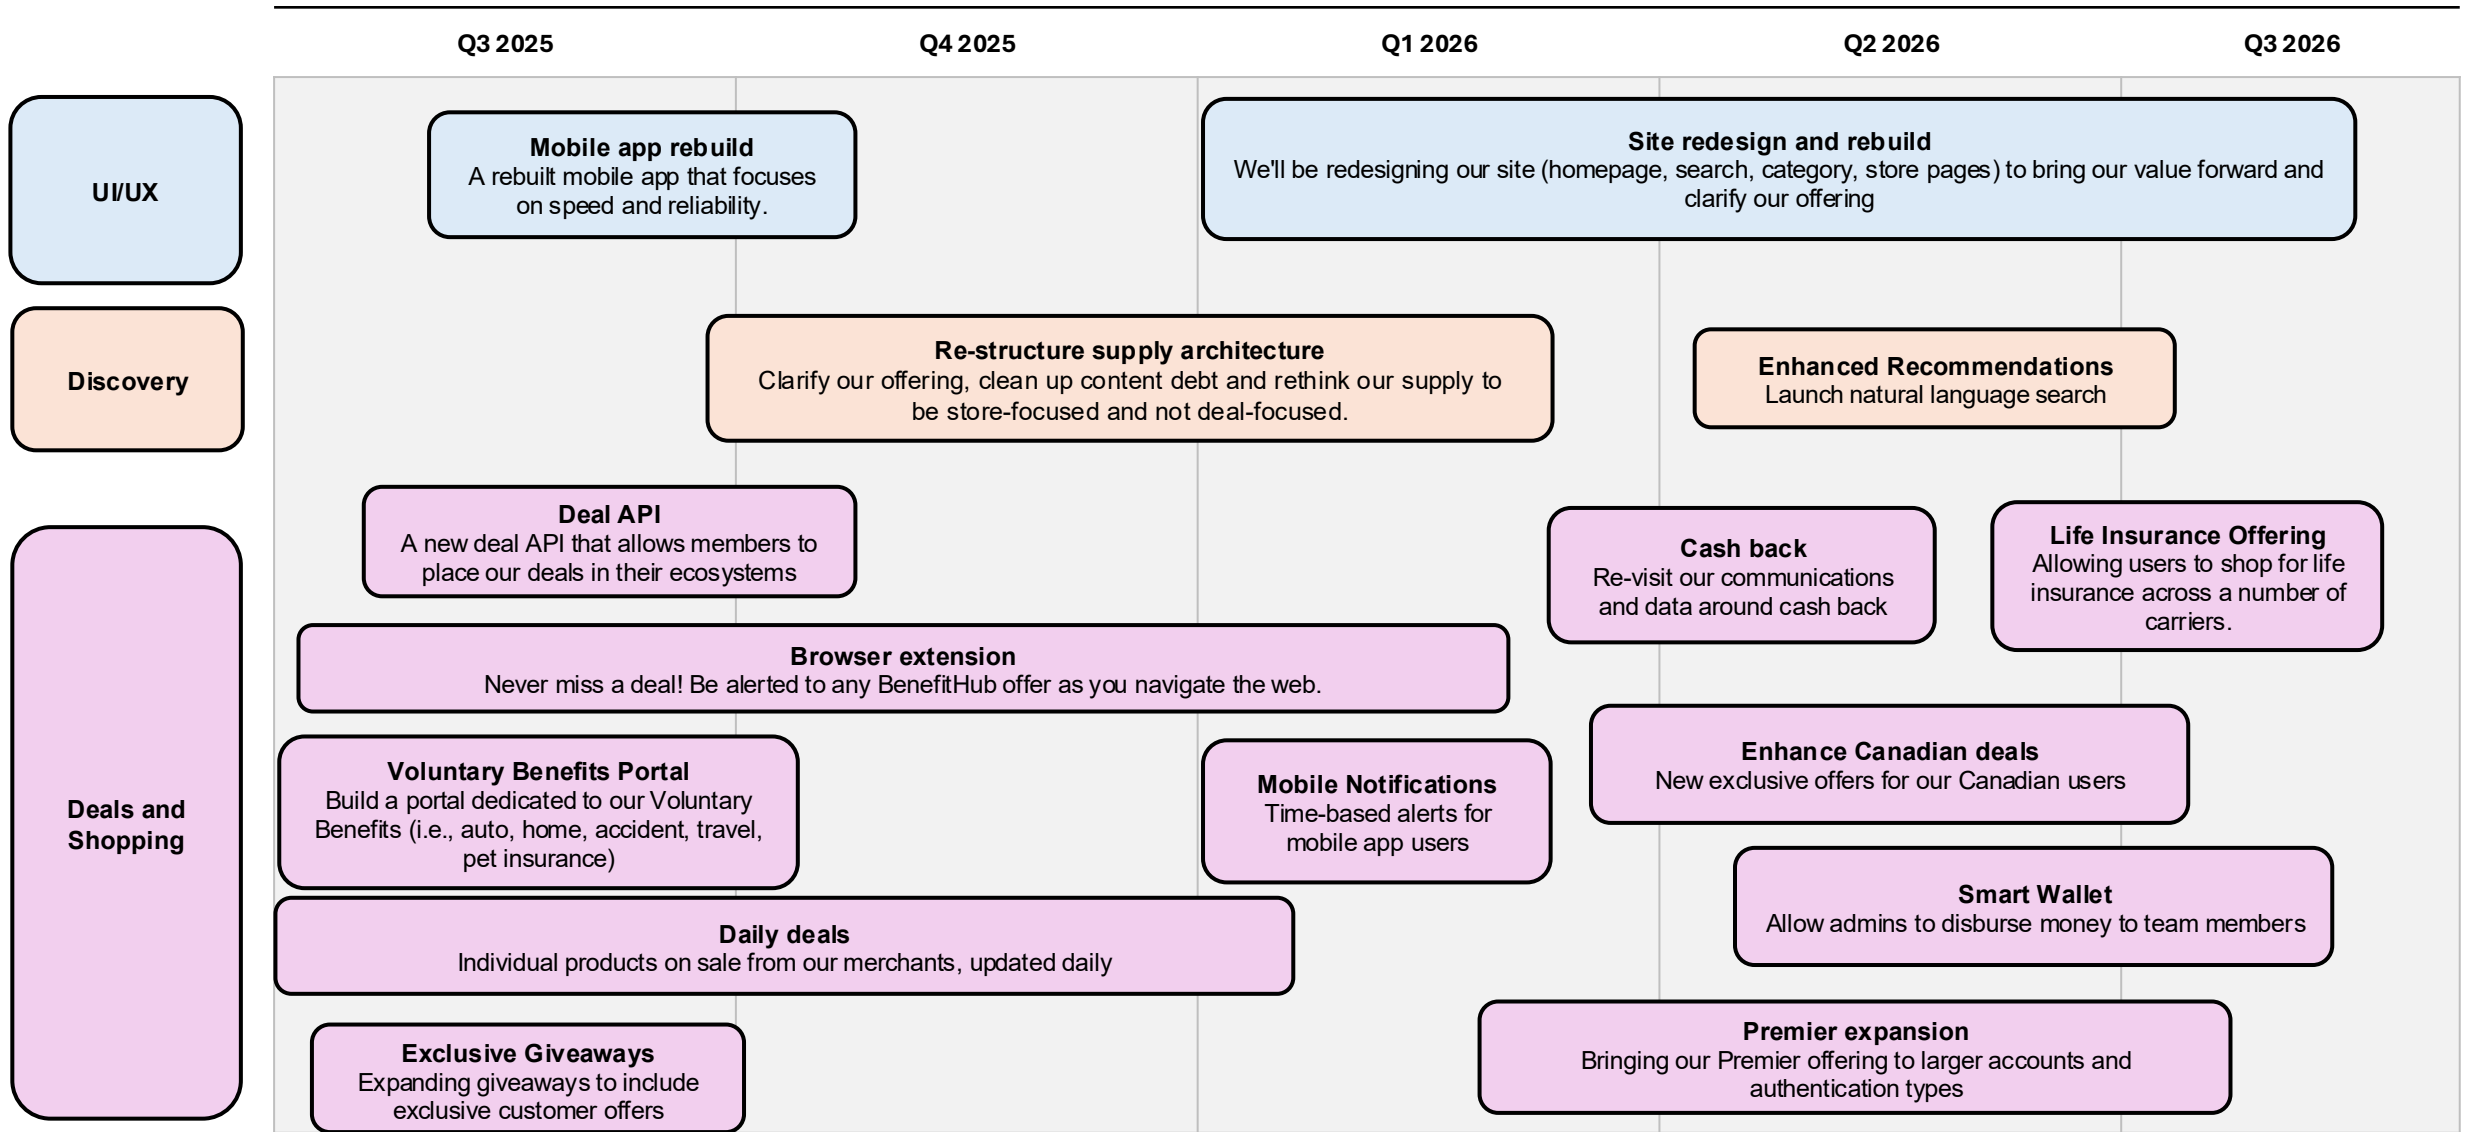 Q3 2025
Q4 2025
Q1 2026
Q2 2026
Q3 2026
UI/UX
Mobile app rebuild
A rebuilt mobile app that focuses
on speed and reliability.
Site redesign and rebuild
We'll be redesigning our site (homepage, search, category, store pages) to bring our value forward and
clarify our offering
Discovery
Re-structure supply architecture
Clarify our offering, clean up content debt and rethink our supply to
be store-focused and not deal-focused.
Enhanced Recommendations
Launch natural language search
Deals and
Shopping
Deal API
A new deal API that allows members to
place our deals in their ecosystems
Cash back
Re-visit our communications
and data around cash back
Life Insurance Offering
Allowing users to shop for life
insurance across a number of
carriers.
Browser extension
Never miss a deal! Be alerted to any BenefitHub offer as you navigate the web.
Voluntary Benefits Portal
Build a portal dedicated to our Voluntary
Benefits (i.e., auto, home, accident, travel,
pet insurance)
Mobile Notifications
Time-based alerts for
mobile app users
Enhance Canadian deals
New exclusive offers for our Canadian users
Daily deals
Individual products on sale from our merchants, updated daily
Smart Wallet
Allow admins to disburse money to team members
Exclusive Giveaways
Expanding giveaways to include
exclusive customer offers
Premier expansion
Bringing our Premier offering to larger accounts and
authentication types